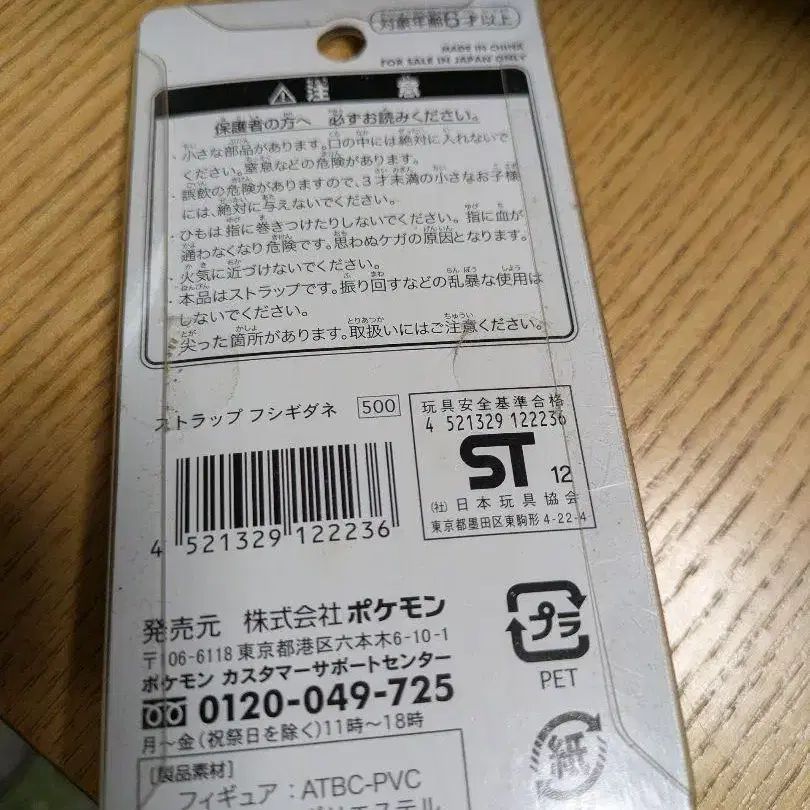 対象年齢6才以上
MADE IN CHINA
FOR SALE IN JAPAN ONLY
注 意
保護者の方へ 必ずお読みください。
・小さな部品があります。口の中には絶対に入れないで
ください。窒息などの危険があります。
・誤飲の危険がありますので、3才未満の小さなお子様
には、絶対に与えないでください。
・ひもは指に巻きつけたりしないでください。指に血が
通わなくなり危険です。思わぬケガの原因となります。
・火気に近づけないでください。
・本品はストラップです。振り回すなどの乱暴な使用は
しないでください。
・尖った箇所があります。取扱いにはご注意ください。
ストラップ フシギダネ 500
4 521329 122236
玩具安全基準合格
4 521329 122236
ST 12
(社)日本玩具協会
東京都墨田区東駒形 4-22-4
発売元 株式会社ポケモン
〒106-6118 東京都港区六本木6-10-1
ポケモン カスタマーサポートセンター
0120-049-725
月～金(祝祭日を除く)11時～18時
プラ
PET
紙
[製品素材]
フィギュア:ATBC-PVC
ポリエステル